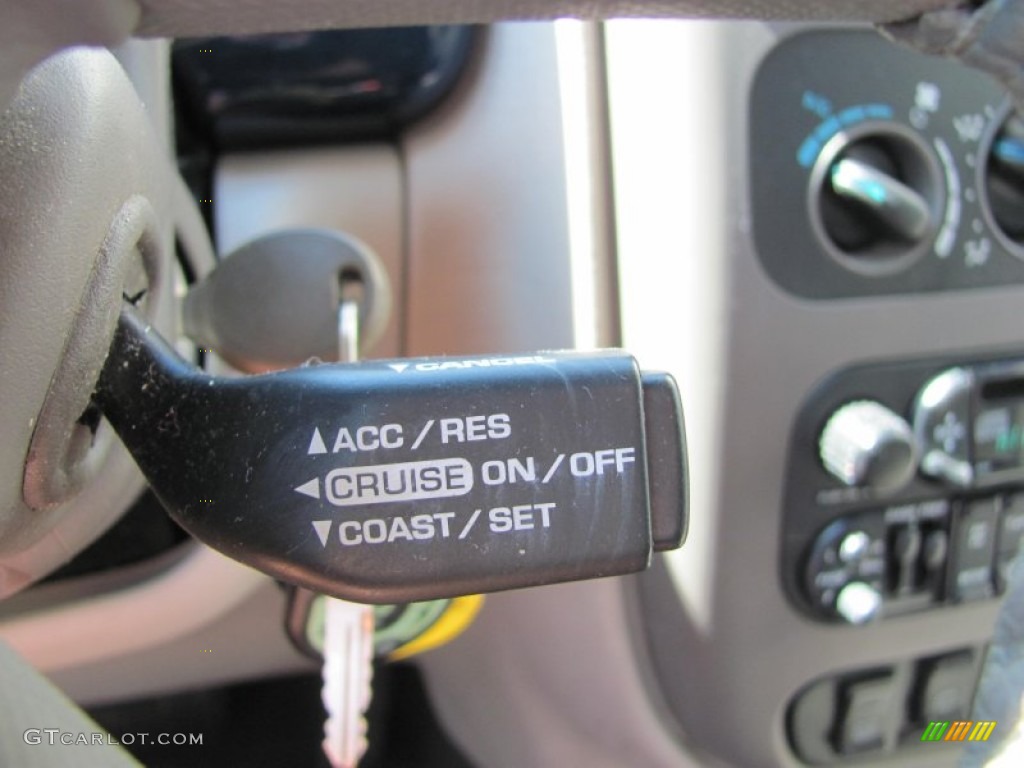 ▼CANCEL
▲ACC/RES
◄CRUISE ON/OFF
▼COAST/SET
GTCARLOT.COM